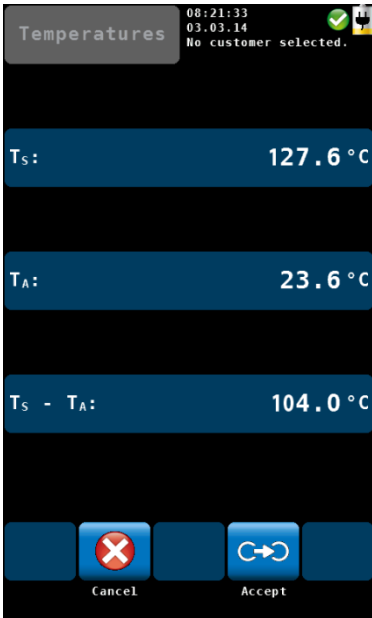 Temperatures
08:21:33
03.03.14
No customer selected.
TS: 127.6 °C
TA: 23.6 °C
TS - TA: 104.0 °C
Cancel Accept